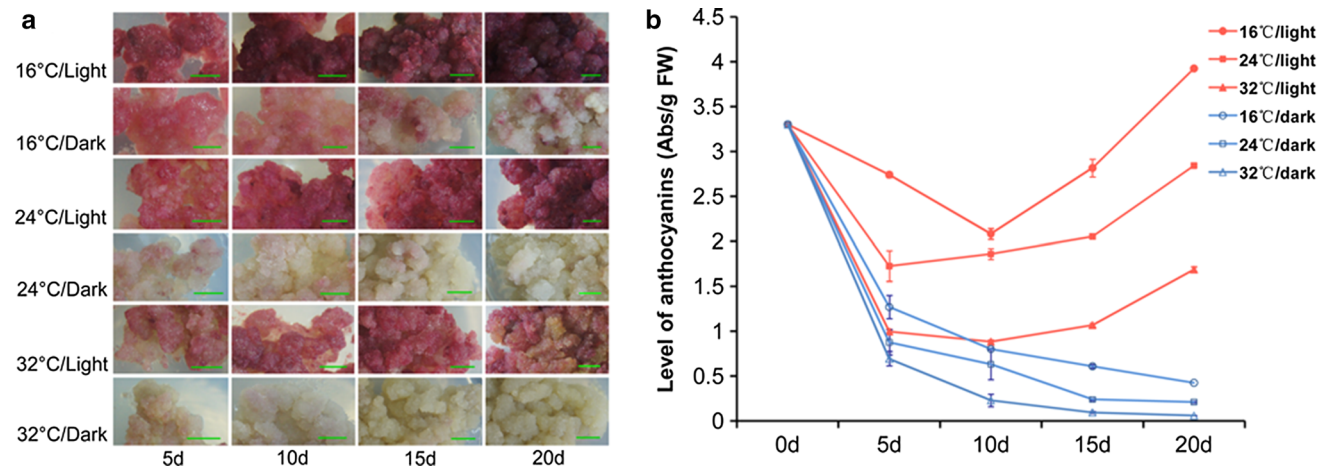 a
16°C/Light
16°C/Dark
24°C/Light
24°C/Dark
32°C/Light
32°C/Dark
5d 10d 15d 20d
b
Level of anthocyanins (Abs/g FW)
4.5
4
3.5
3
2.5
2
1.5
1
0.5
0
0d 5d 10d 15d 20d
16℃/light
24℃/light
32℃/light
16℃/dark
24℃/dark
32℃/dark